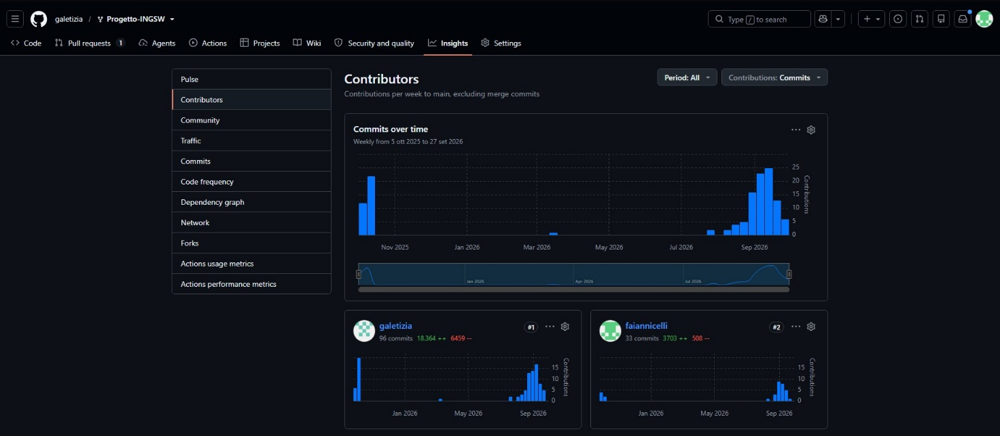 galetizia / Progetto-INGSW
Type / to search
Code
Pull requests 1
Agents
Actions
Projects
Wiki
Security and quality
Insights
Settings
Pulse
Contributors
Community
Traffic
Commits
Code frequency
Dependency graph
Network
Forks
Actions usage metrics
Actions performance metrics
Contributors
Contributions per week to main, excluding merge commits
Period: All
Contributions: Commits
Commits over time
Weekly from 5 ott 2025 to 27 set 2026
25
20
15
10
5
0
Contributions
Nov 2025 Jan 2026 Mar 2026 May 2026 Jul 2026 Sep 2026
Jan 2026 Apr 2026 Jul 2026
galetizia
#1
96 commits 18.364 ++ 6459 --
15
10
5
0
Contributions
Jan 2026 May 2026 Sep 2026
faiannicelli
#2
33 commits 3703 ++ 508 --
15
10
5
0
Contributions
Jan 2026 May 2026 Sep 2026